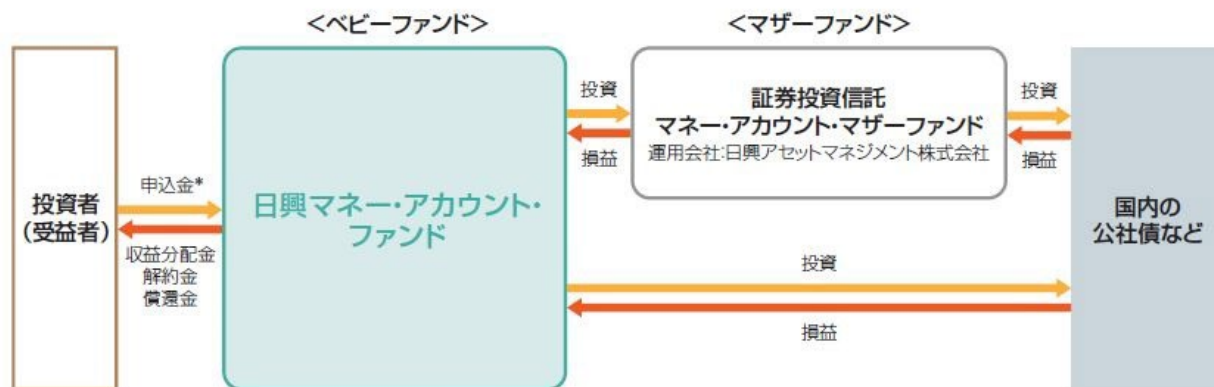 <ベビーファンド>
<マザーファンド>
投資者
(受益者)
申込金*
収益分配金
解約金
償還金
日興マネー・アカウント・
ファンド
投資
損益
証券投資信託
マネー・アカウント・マザーファンド
運用会社:日興アセットマネジメント株式会社
投資
損益
投資
損益
国内の
公社債など